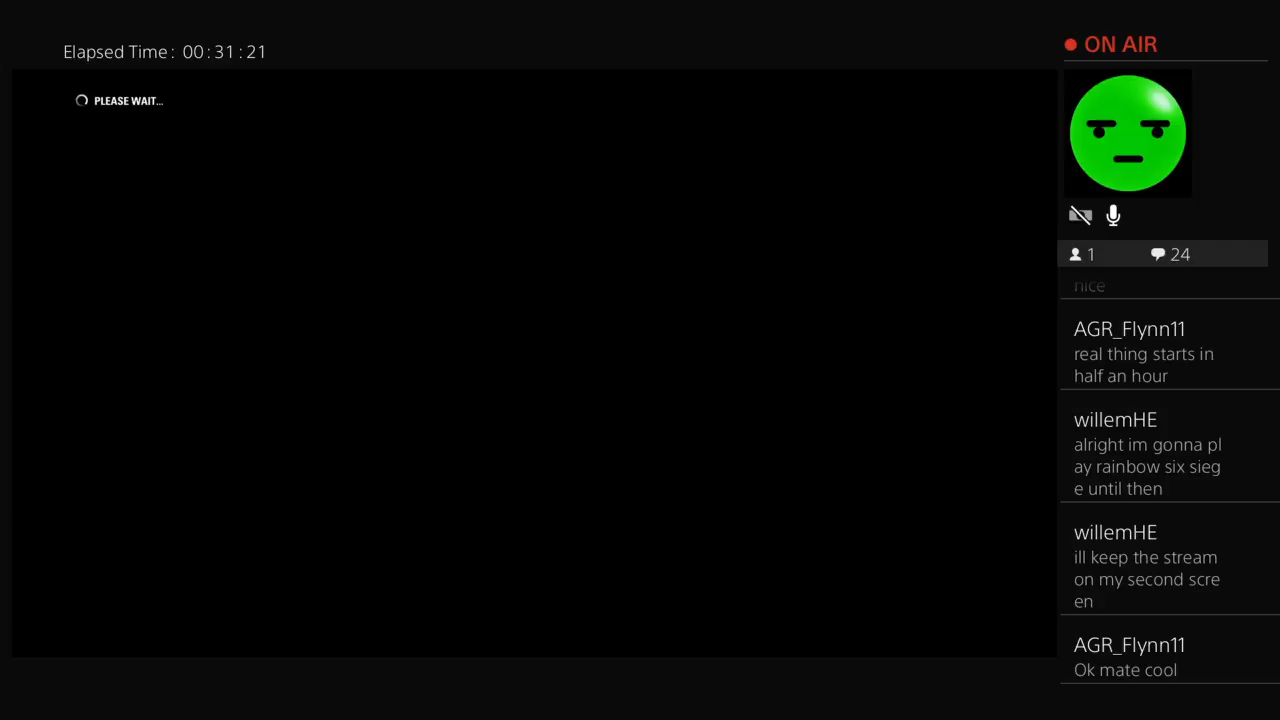 Elapsed Time: 00:31:21
ON AIR
PLEASE WAIT...
1 24
nice
AGR_Flynn11
real thing starts in
half an hour
willemHE
alright im gonna pl
ay rainbow six sieg
e until then
willemHE
ill keep the stream
on my second scre
en
AGR_Flynn11
Ok mate cool